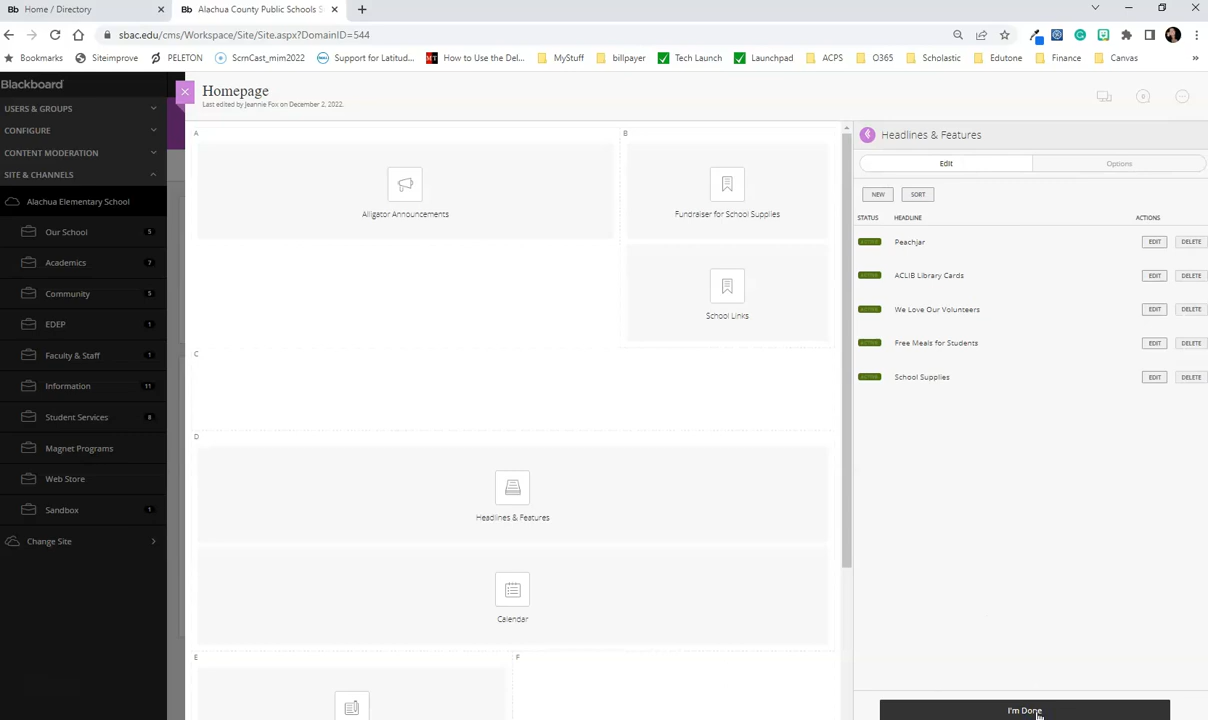 Home / Directory
Alachua County Public Schools S
sbac.edu/cms/Workspace/Site/Site.aspx?DomainID=544
Bookmarks
Siteimprove
PELETON
ScrnCast_mim2022
Support for Latitud...
How to Use the Del...
MyStuff
billpayer
Tech Launch
Launchpad
ACPS
O365
Scholastic
Edutone
Finance
Canvas
Blackboard
USERS & GROUPS
CONFIGURE
CONTENT MODERATION
SITE & CHANNELS
Alachua Elementary School
Our School 5
Academics 7
Community 5
EDEP 1
Faculty & Staff 1
Information 11
Student Services 8
Magnet Programs
Web Store
Sandbox 1
Change Site
Homepage
Last edited by Jeannie Fox on December 2, 2022.
0
A
Alligator Announcements
B
Fundraiser for School Supplies
School Links
C
D
Headlines & Features
Calendar
E
F
Headlines & Features
Edit
Options
NEW
SORT
STATUS HEADLINE ACTIONS
ACTIVE Peachjar EDIT DELETE
ACTIVE ACLIB Library Cards EDIT DELETE
ACTIVE We Love Our Volunteers EDIT DELETE
ACTIVE Free Meals for Students EDIT DELETE
ACTIVE School Supplies EDIT DELETE
I'm Done